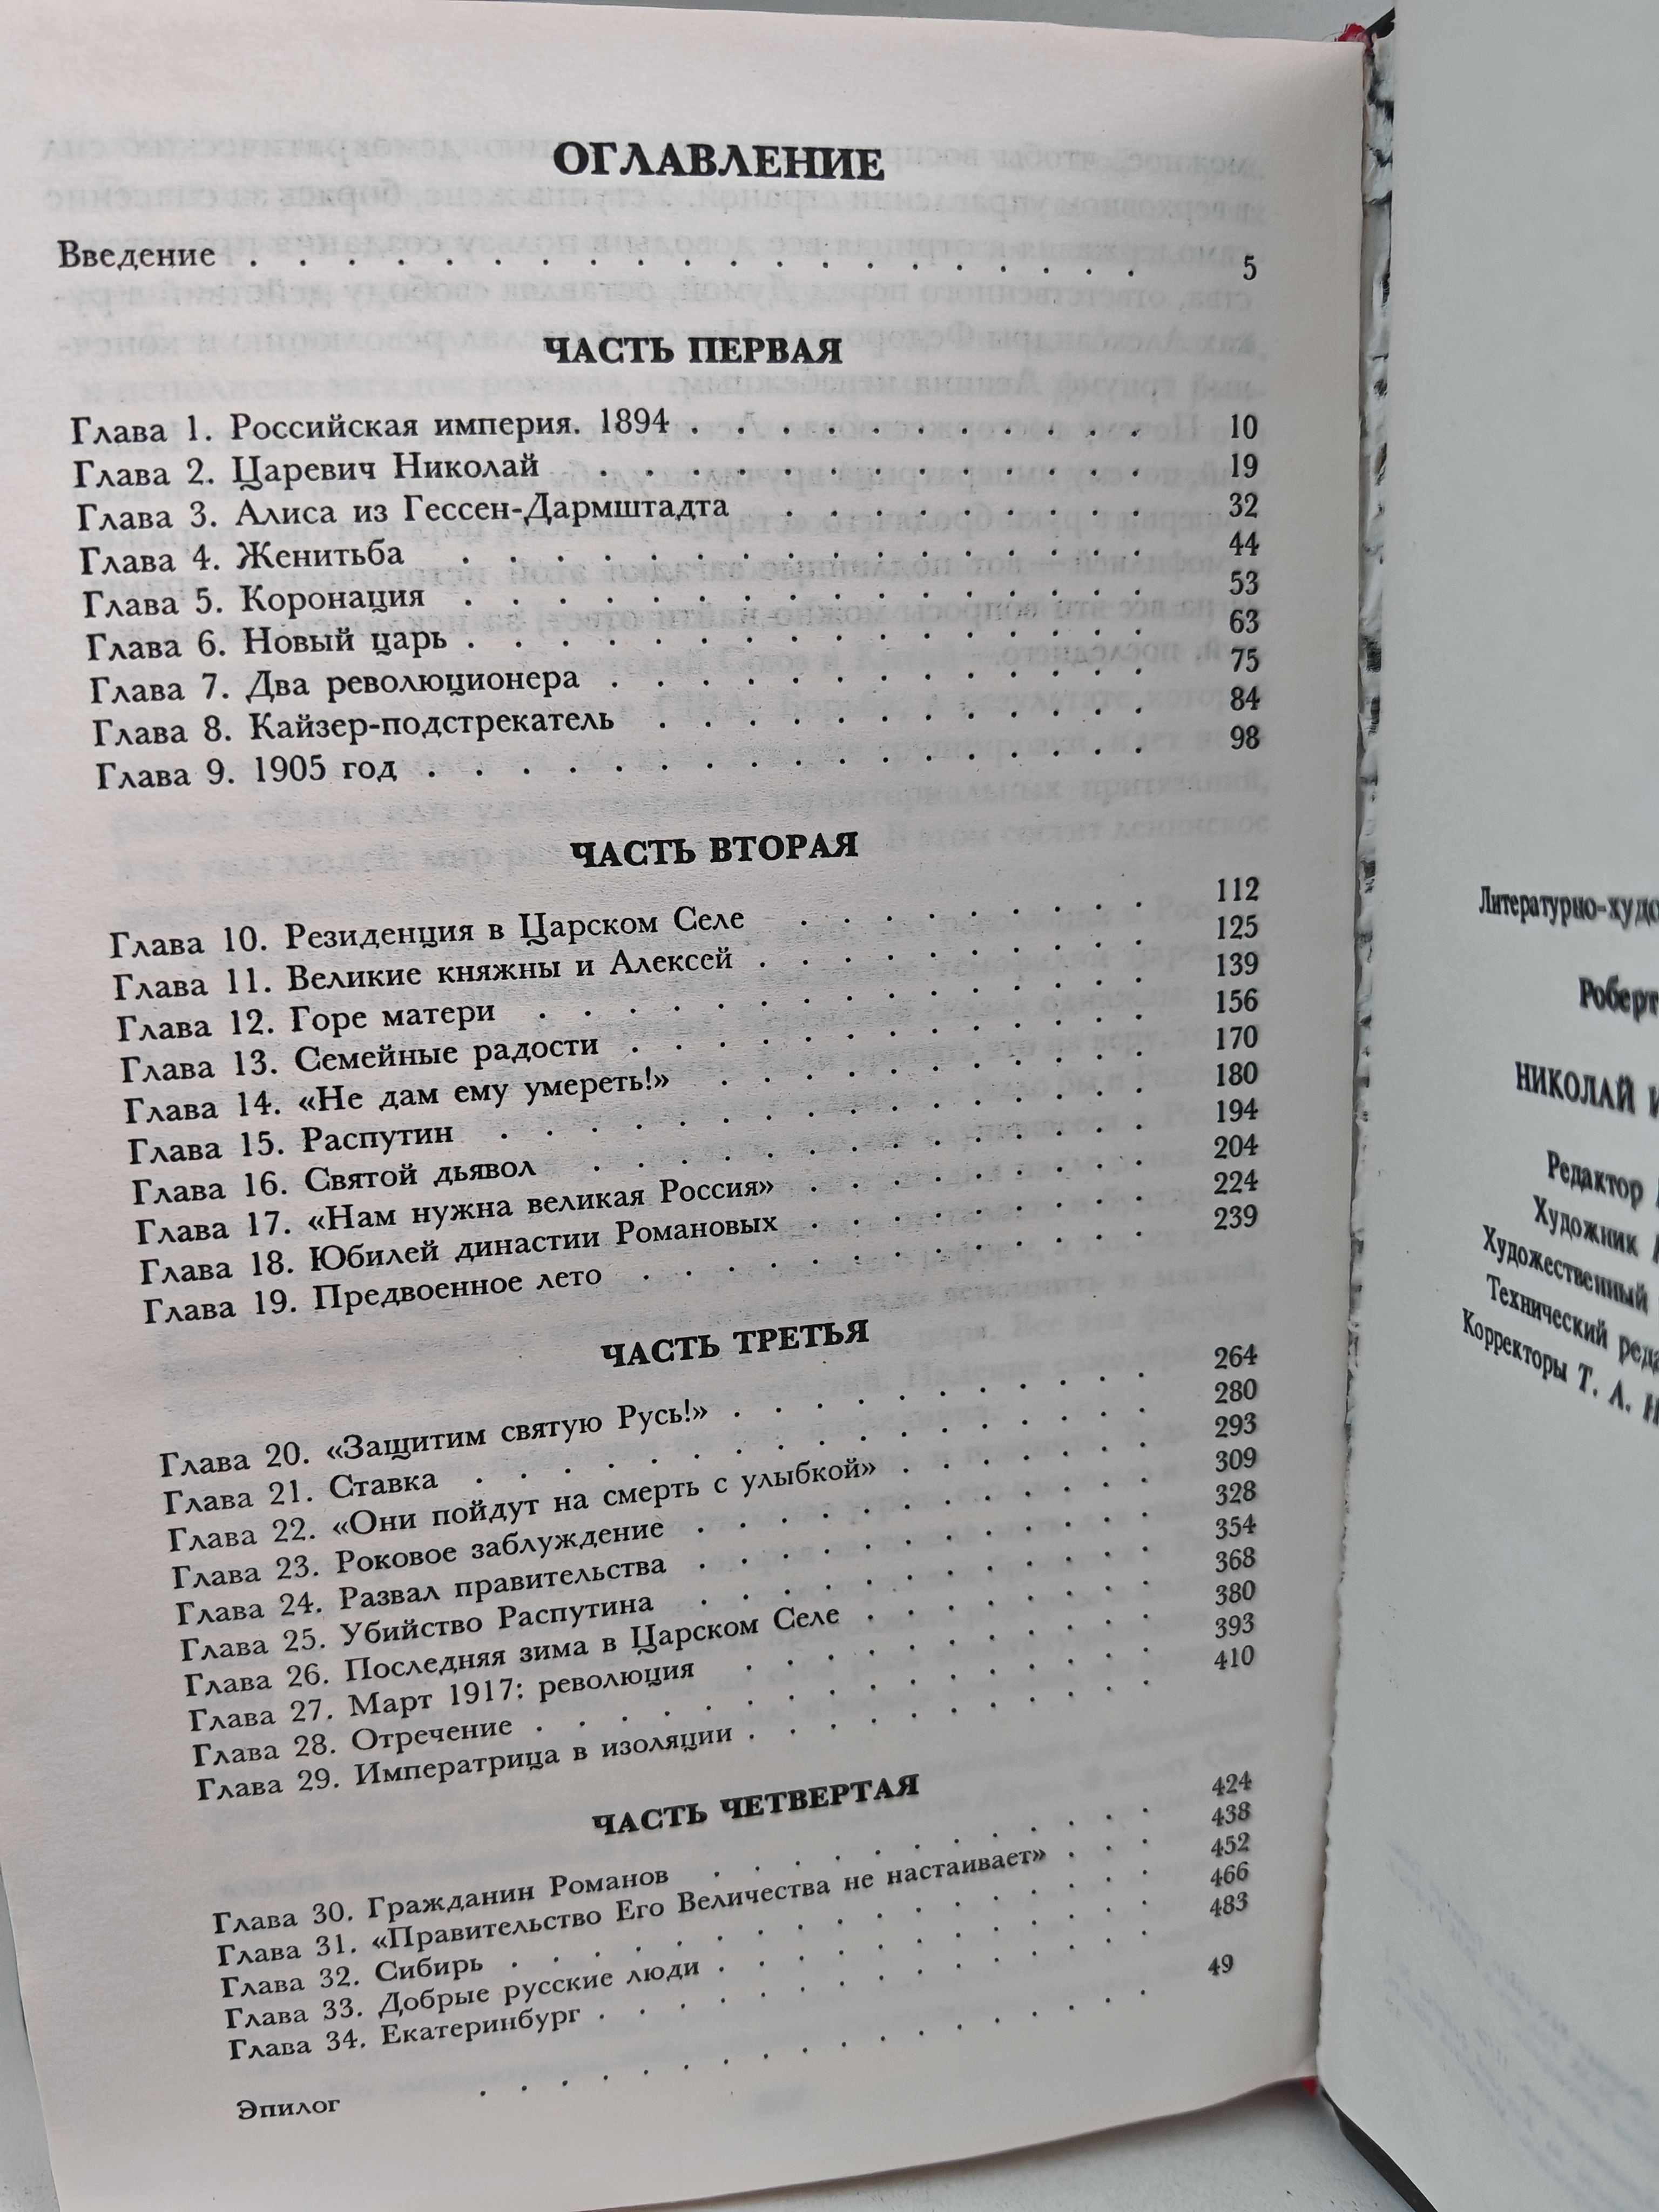 ОГЛАВЛЕНИЕ
Введение . . . . . . . . . . . . . . . . . . . 5
ЧАСТЬ ПЕРВАЯ
Глава 1. Российская империя. 1894 . . . . . . . . . . . 10
Глава 2. Царевич Николай . . . . . . . . . . . . . 19
Глава 3. Алиса из Гессен-Дармштадта . . . . . . . . . 32
Глава 4. Женитьба . . . . . . . . . . . . . . . . 44
Глава 5. Коронация . . . . . . . . . . . . . . . 53
Глава 6. Новый царь . . . . . . . . . . . . . . . 63
Глава 7. Два революционера . . . . . . . . . . . . 75
Глава 8. Кайзер-подстрекатель . . . . . . . . . . . 84
Глава 9. 1905 год . . . . . . . . . . . . . . . . 98
ЧАСТЬ ВТОРАЯ
Глава 10. Резиденция в Царском Селе . . . . . . . . . 112
Глава 11. Великие княжны и Алексей . . . . . . . . . 125
Глава 12. Горе матери . . . . . . . . . . . . . . 139
Глава 13. Семейные радости . . . . . . . . . . . . 156
Глава 14. «Не дам ему умереть!» . . . . . . . . . . 170
Глава 15. Распутин . . . . . . . . . . . . . . . 180
Глава 16. Святой дьявол . . . . . . . . . . . . . 194
Глава 17. «Нам нужна великая Россия» . . . . . . . . 204
Глава 18. Юбилей династии Романовых . . . . . . . . 224
Глава 19. Предвоенное лето . . . . . . . . . . . . 239
ЧАСТЬ ТРЕТЬЯ
Глава 20. «Защитим святую Русь!» . . . . . . . . . . 264
Глава 21. Ставка . . . . . . . . . . . . . . . . 280
Глава 22. «Они пойдут на смерть с улыбкой» . . . . . . 293
Глава 23. Роковое заблуждение . . . . . . . . . . . 309
Глава 24. Развал правительства . . . . . . . . . . . 328
Глава 25. Убийство Распутина . . . . . . . . . . . 354
Глава 26. Последняя зима в Царском Селе . . . . . . . 368
Глава 27. Март 1917: революция . . . . . . . . . . 380
Глава 28. Отречение . . . . . . . . . . . . . . . 393
Глава 29. Императрица в изоляции . . . . . . . . . . 410
ЧАСТЬ ЧЕТВЕРТАЯ
Глава 30. Гражданин Романов . . . . . . . . . . . 424
Глава 31. «Правительство Его Величества не настаивает» . . . 438
Глава 32. Сибирь . . . . . . . . . . . . . . . . 452
Глава 33. Добрые русские люди . . . . . . . . . . . 466
Глава 34. Екатеринбург . . . . . . . . . . . . . . 483
Эпилог . . . . . . . . . . . . . . . . . 49
Литературно-худо
Роберт
НИКОЛАЙ И
Редактор
Художник
Художественный
Технический реда
Корректоры Т. А. Н